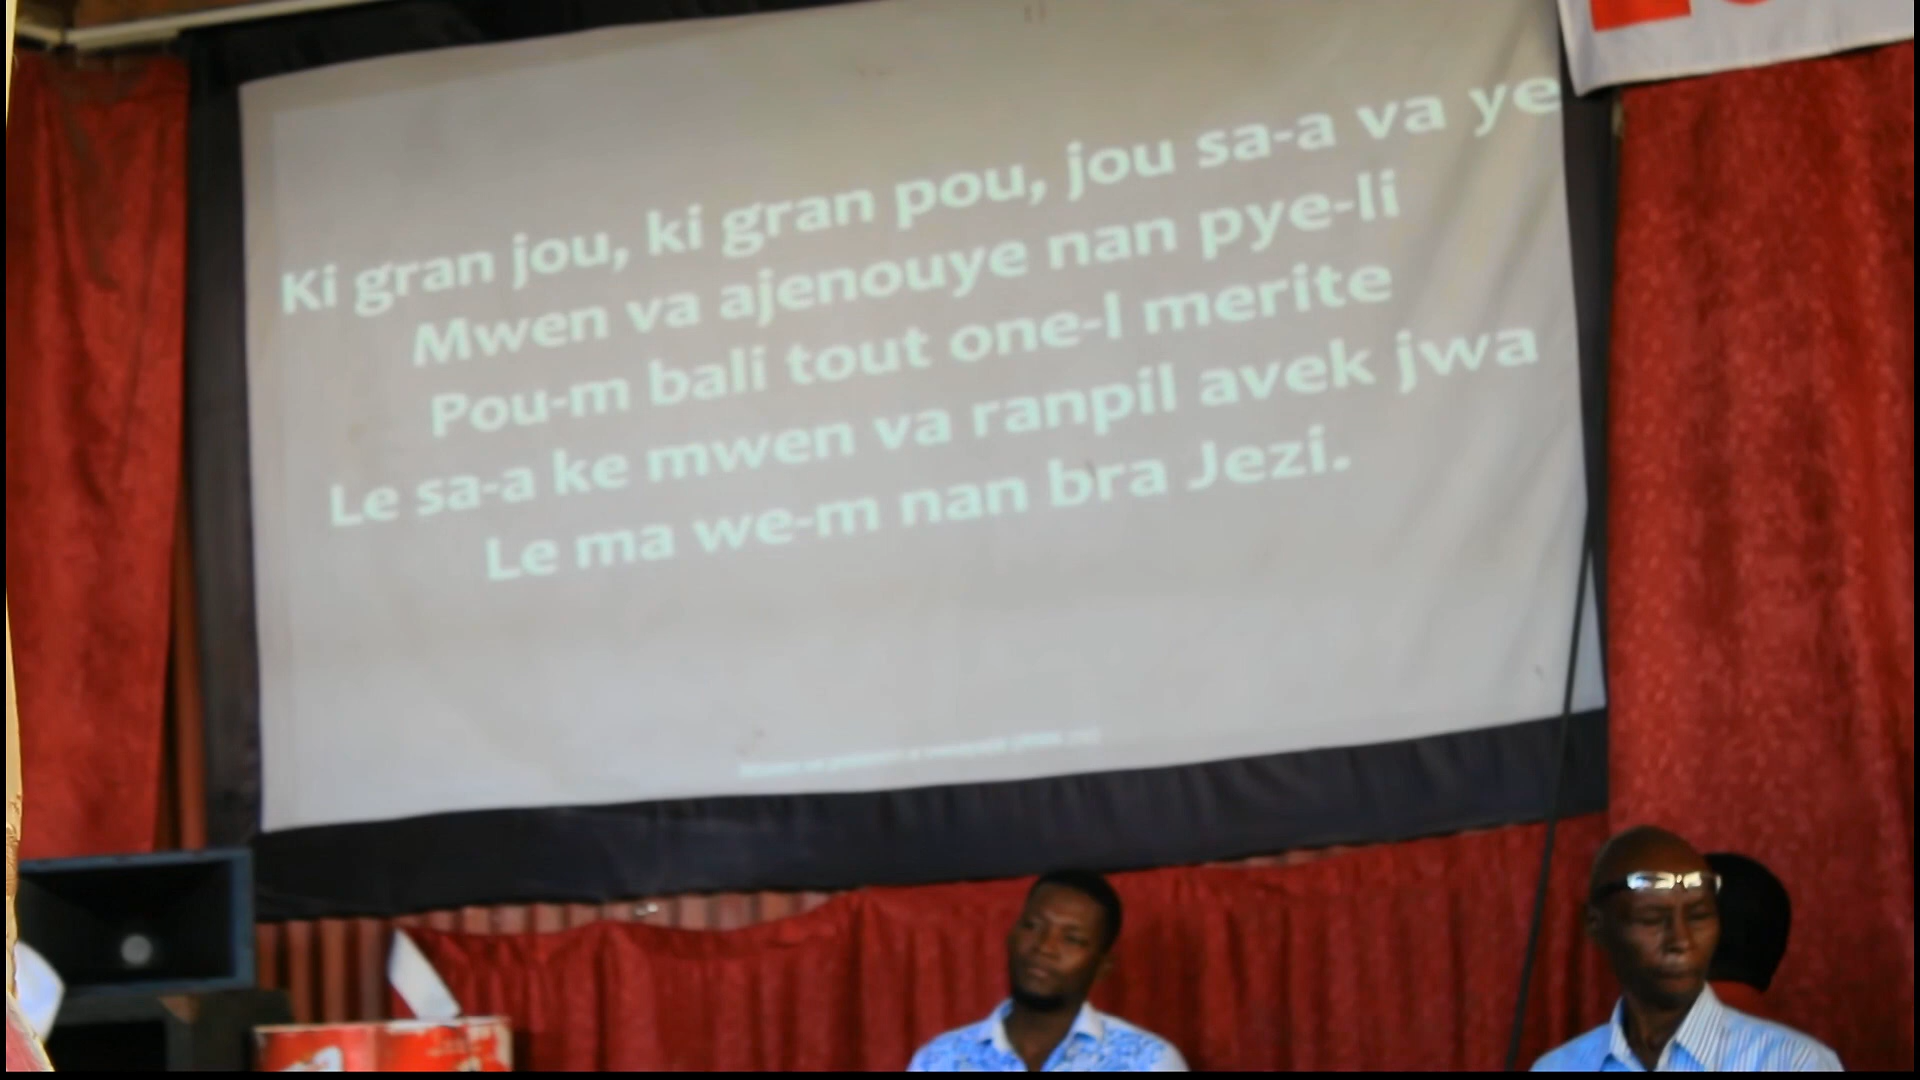 Ki gran jou, ki gran pou, jou sa-a va ye
Mwen va ajenouye nan pye-li
Pou-m bali tout one-l merite
Le sa-a ke mwen va ranpil avek jwa
Le ma we-m nan bra Jezi.